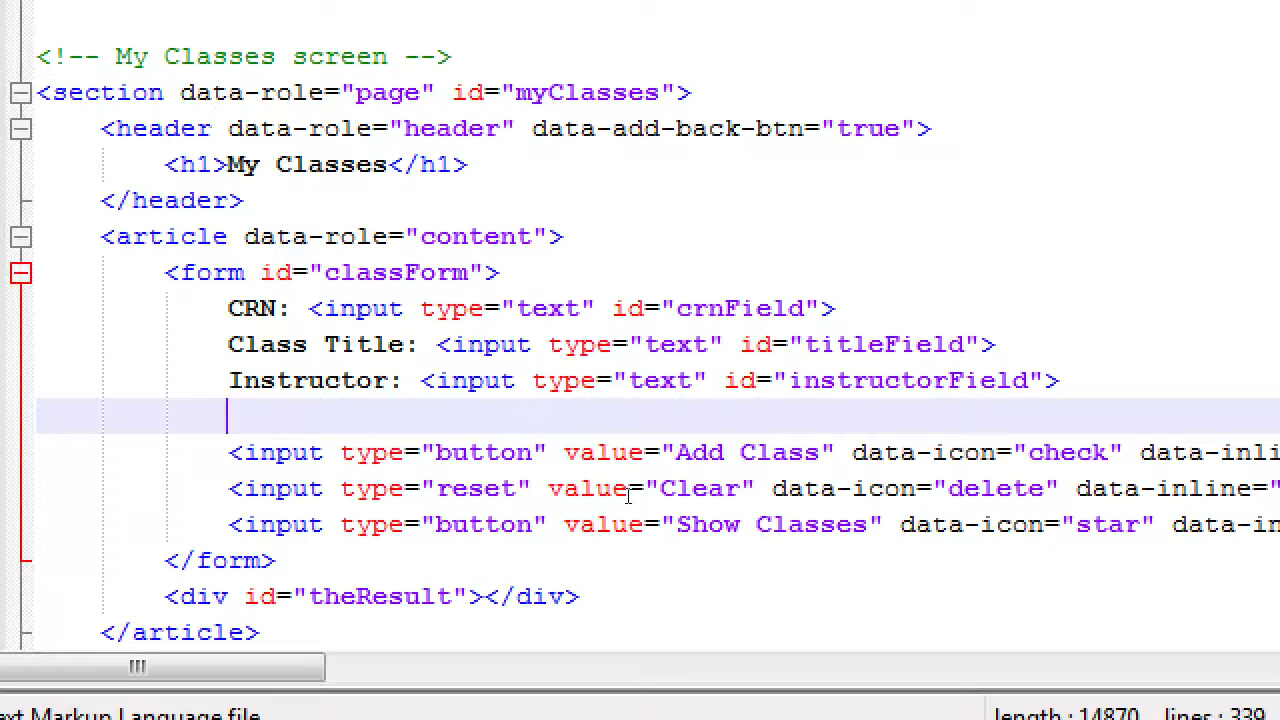 <!-- My Classes screen -->
<section data-role="page" id="myClasses">
<header data-role="header" data-add-back-btn="true">
<h1>My Classes</h1>
</header>
<article data-role="content">
<form id="classForm">
CRN: <input type="text" id="crnField">
Class Title: <input type="text" id="titleField">
Instructor: <input type="text" id="instructorField">
<input type="button" value="Add Class" data-icon="check" data-inli
<input type="reset" value="Clear" data-icon="delete" data-inline="
<input type="button" value="Show Classes" data-icon="star" data-in
</form>
<div id="theResult"></div>
</article>
ext Markup Language file length : 14870 lines : 339